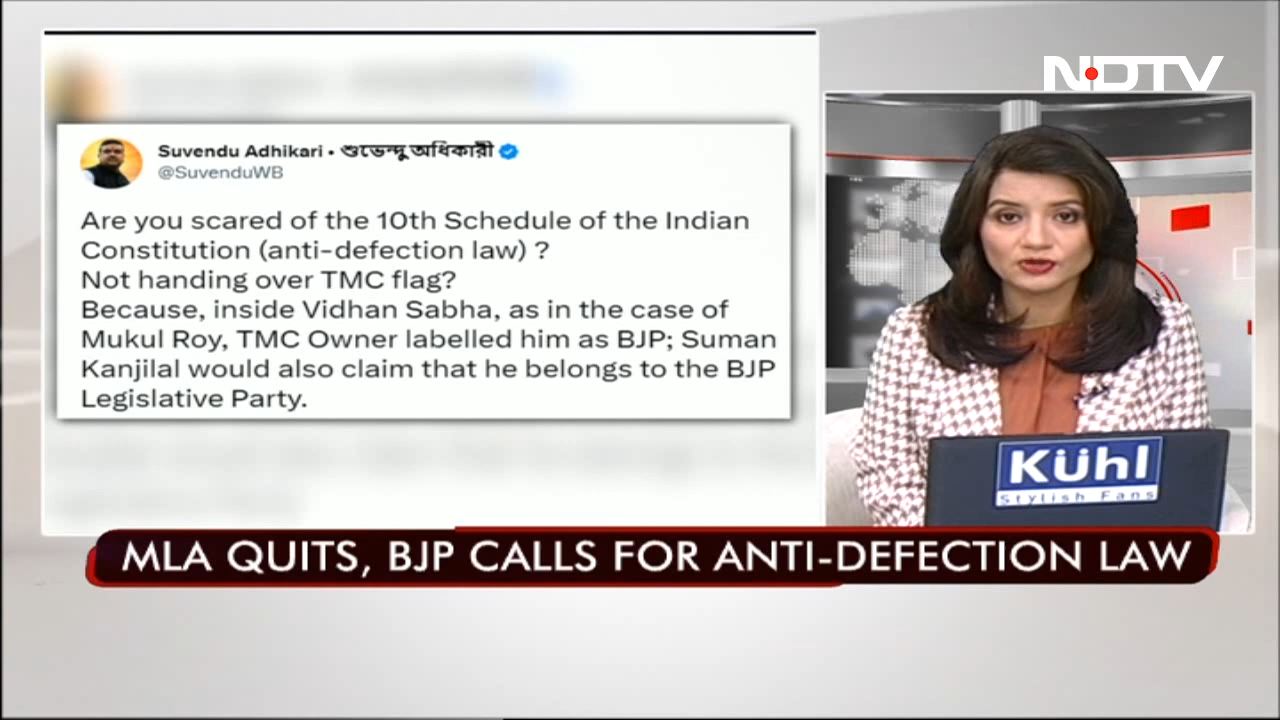 NDTV
Suvendu Adhikari • শুভেন্দু অধিকারী
@SuvenduWB
Are you scared of the 10th Schedule of the Indian
Constitution (anti-defection law) ?
Not handing over TMC flag?
Because, inside Vidhan Sabha, as in the case of
Mukul Roy, TMC Owner labelled him as BJP; Suman
Kanjilal would also claim that he belongs to the BJP
Legislative Party.
Kühl
Stylish Fans
MLA QUITS, BJP CALLS FOR ANTI-DEFECTION LAW